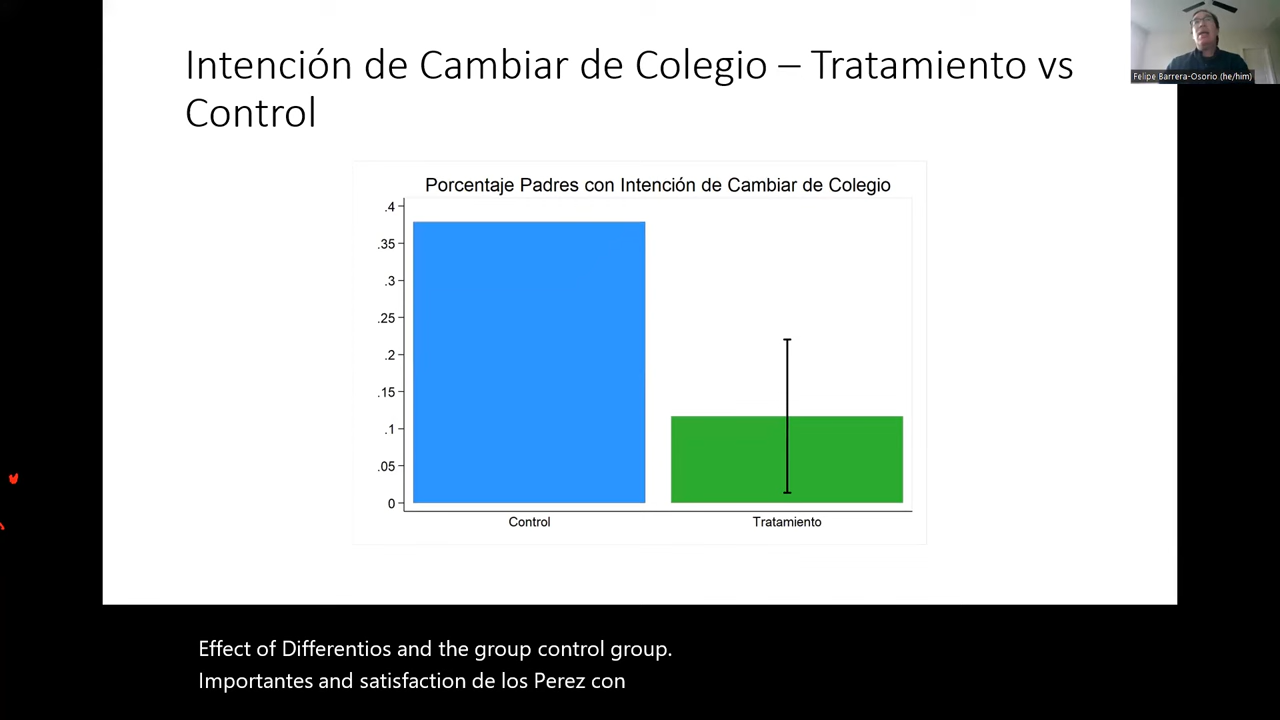 Intención de Cambiar de Colegio – Tratamiento vs
Control
Felipe Barrera-Osorio (he/him)
Porcentaje Padres con Intención de Cambiar de Colegio
.4
.35
.3
.25
.2
.15
.1
.05
0
Control
Tratamiento
Effect of Differentios and the group control group.
Importantes and satisfaction de los Perez con